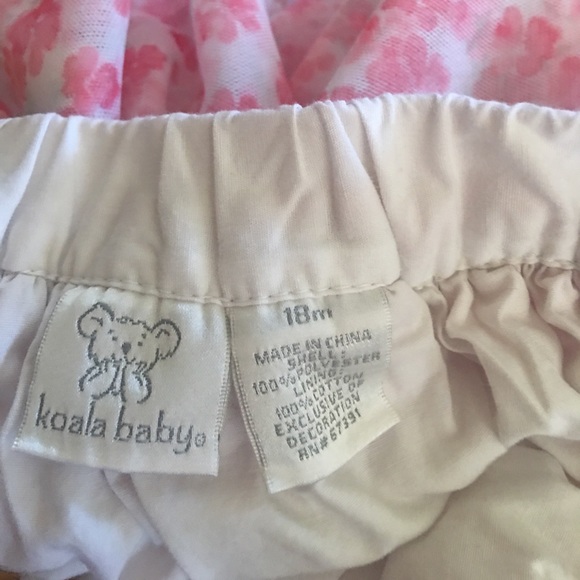 koala baby®
18m
MADE IN CHINA
SHELL:
100% POLYESTER
LINING:
100% COTTON
EXCLUSIVE OF
DECORATION
RN# 67391